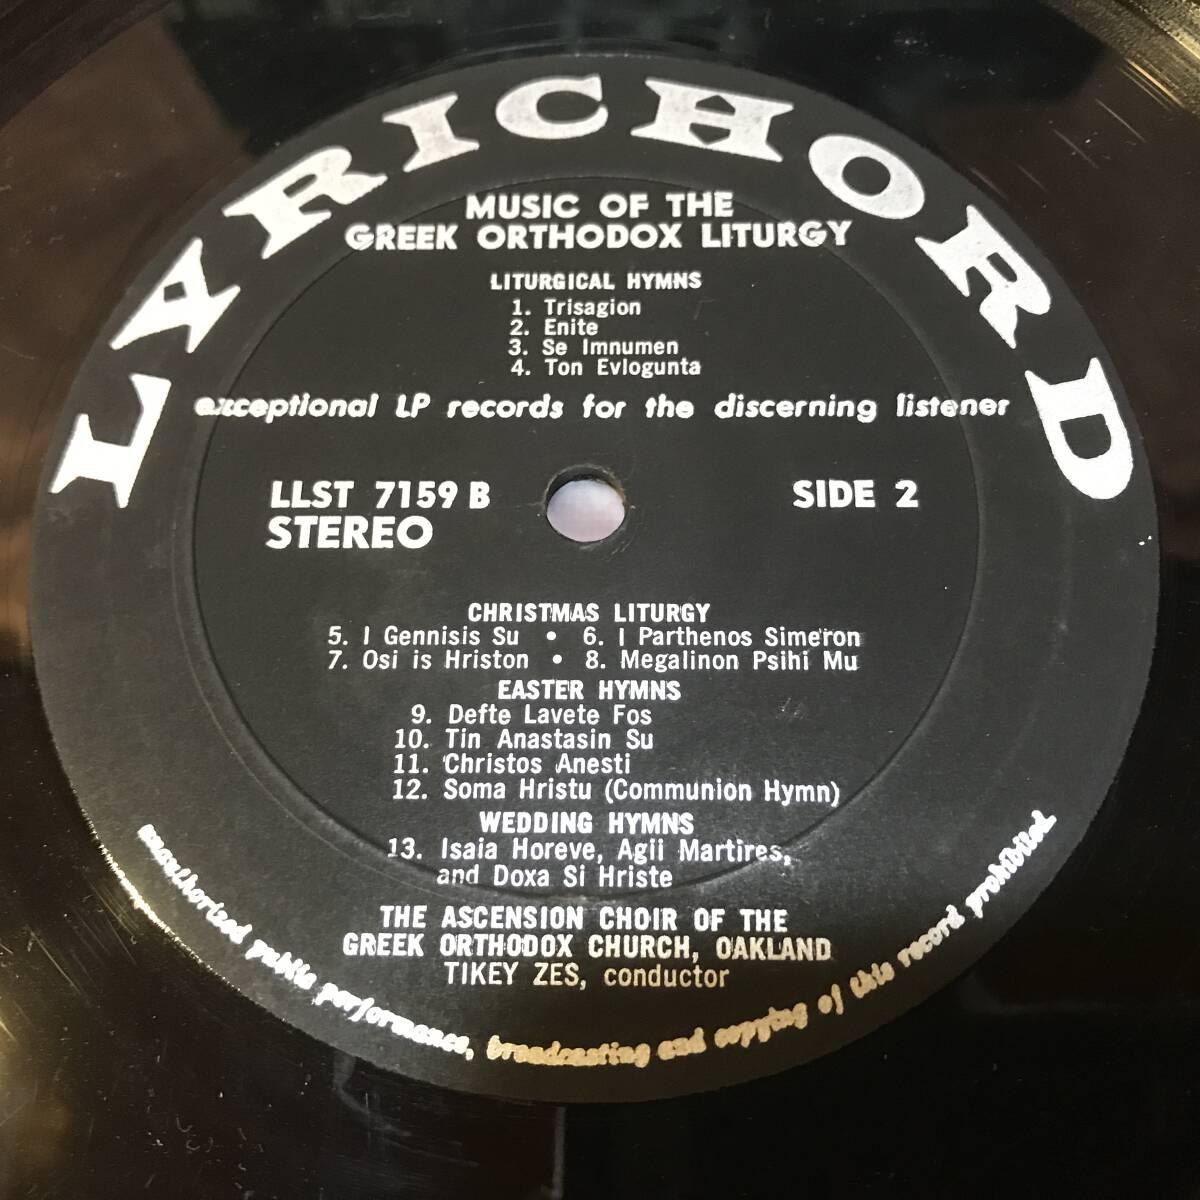 LYRICHORD
MUSIC OF THE
GREEK ORTHODOX LITURGY
LITURGICAL HYMNS
1. Trisagion
2. Enite
3. Se Imnumen
4. Ton Evlogunta
exceptional LP records for the discerning listener
LLST 7159 B
STEREO
SIDE 2
CHRISTMAS LITURGY
5. I Gennisis Su • 6. I Parthenos Simeron
7. Osi is Hriston • 8. Megalinon Psihi Mu
EASTER HYMNS
9. Defte Lavete Fos
10. Tin Anastasin Su
11. Christos Anesti
12. Soma Hristu (Communion Hymn)
WEDDING HYMNS
13. Isaia Horeve, Agii Martires,
and Doxa Si Hriste
THE ASCENSION CHOIR OF THE
GREEK ORTHODOX CHURCH, OAKLAND
TIKEY ZES, conductor
unauthorized public performance, broadcasting and copying of this record prohibited.